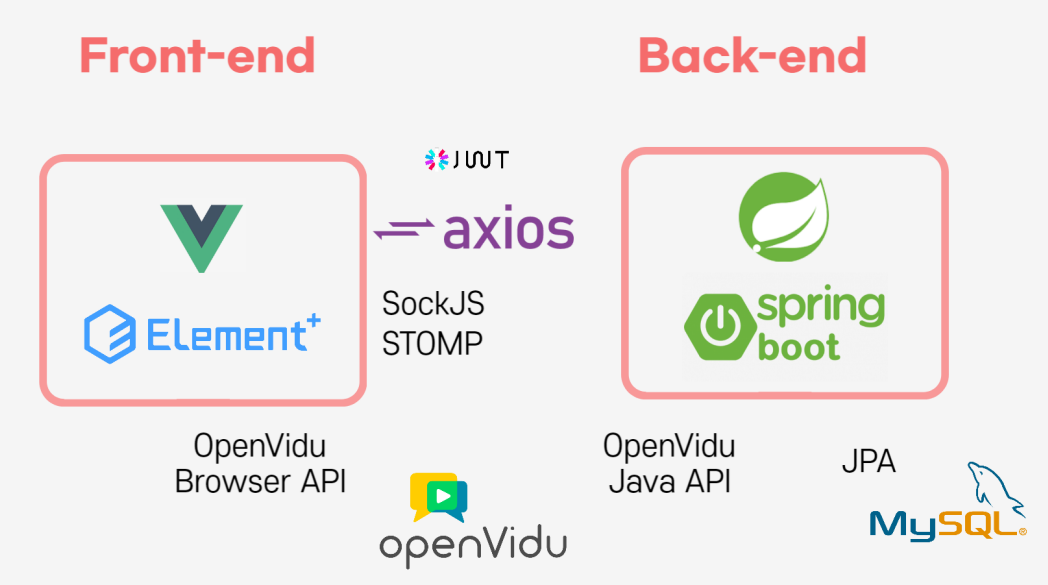 Front-end
Back-end
JWT
axios
Element+
SockJS
STOMP
spring
boot
OpenVidu
Browser API
OpenVidu
Java API
JPA
openVidu
MySQL®